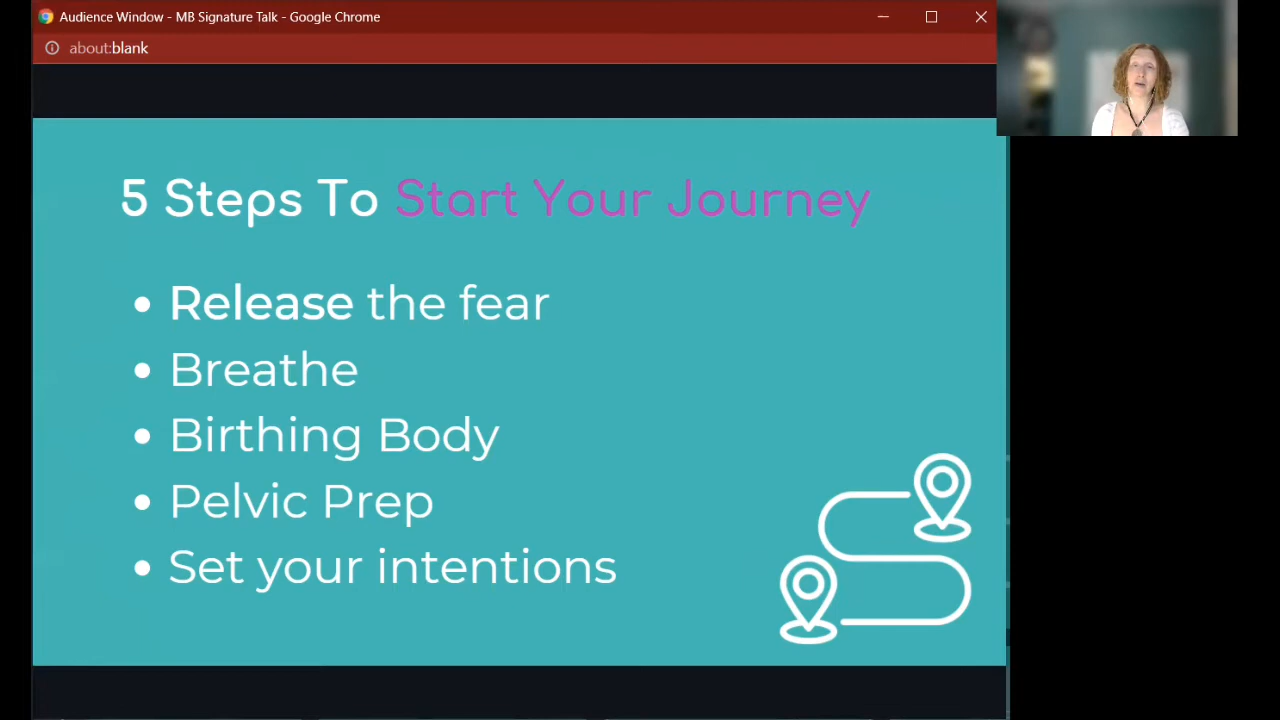 Audience Window - MB Signature Talk - Google Chrome
about:blank
5 Steps To Start Your Journey
• Release the fear
• Breathe
• Birthing Body
• Pelvic Prep
• Set your intentions